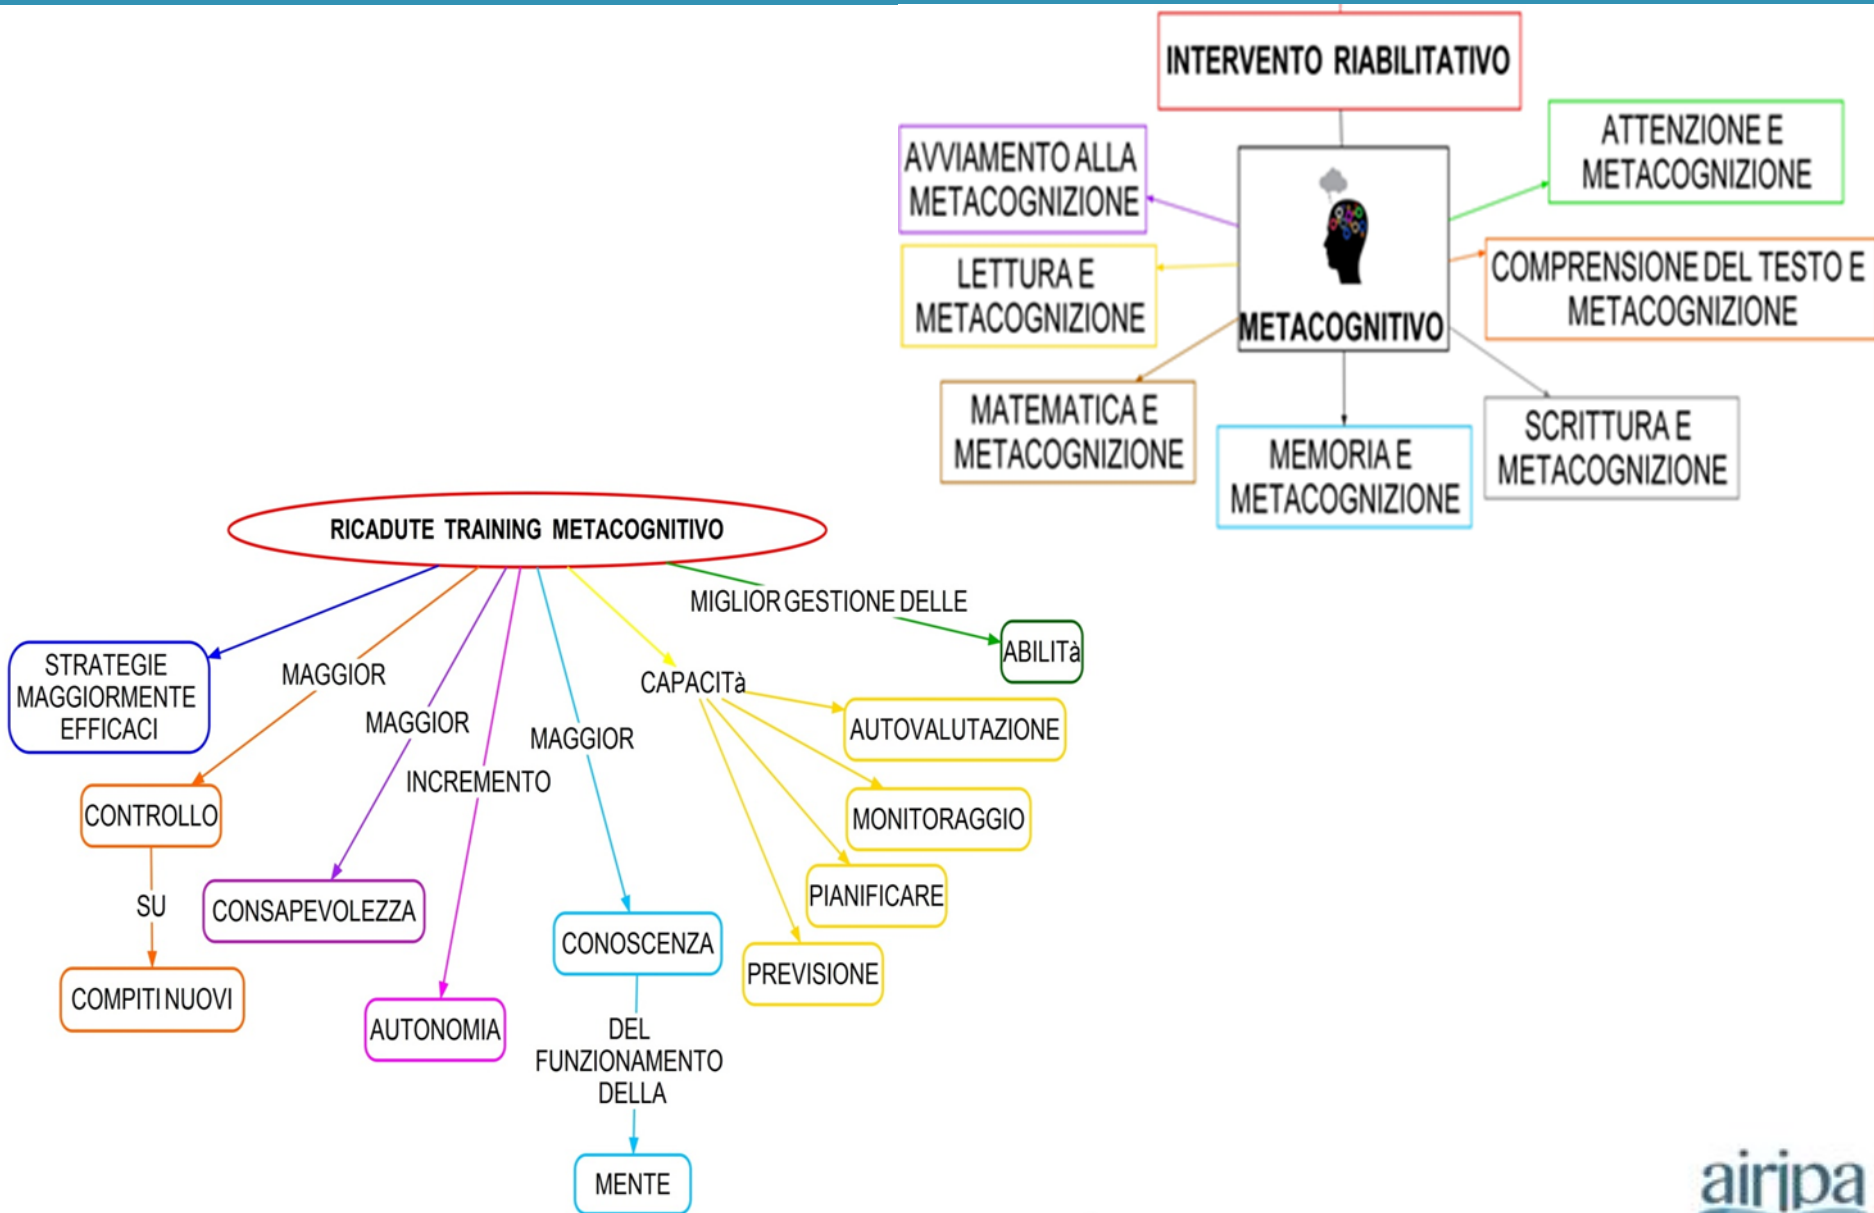 INTERVENTO RIABILITATIVO
AVVIAMENTO ALLA
METACOGNIZIONE
ATTENZIONE E
METACOGNIZIONE
LETTURA E
METACOGNIZIONE
METACOGNITIVO
COMPRENSIONE DEL TESTO E
METACOGNIZIONE
MATEMATICA E
METACOGNIZIONE
MEMORIA E
METACOGNIZIONE
SCRITTURA E
METACOGNIZIONE
RICADUTE TRAINING METACOGNITIVO
STRATEGIE
MAGGIORMENTE
EFFICACI
MAGGIOR
CONTROLLO
SU
COMPITI NUOVI
MAGGIOR
CONSAPEVOLEZZA
INCREMENTO
AUTONOMIA
MAGGIOR
CONOSCENZA
DEL
FUNZIONAMENTO
DELLA
MENTE
CAPACITà
AUTOVALUTAZIONE
MONITORAGGIO
PIANIFICARE
PREVISIONE
MIGLIOR GESTIONE DELLE
ABILITà
airipa